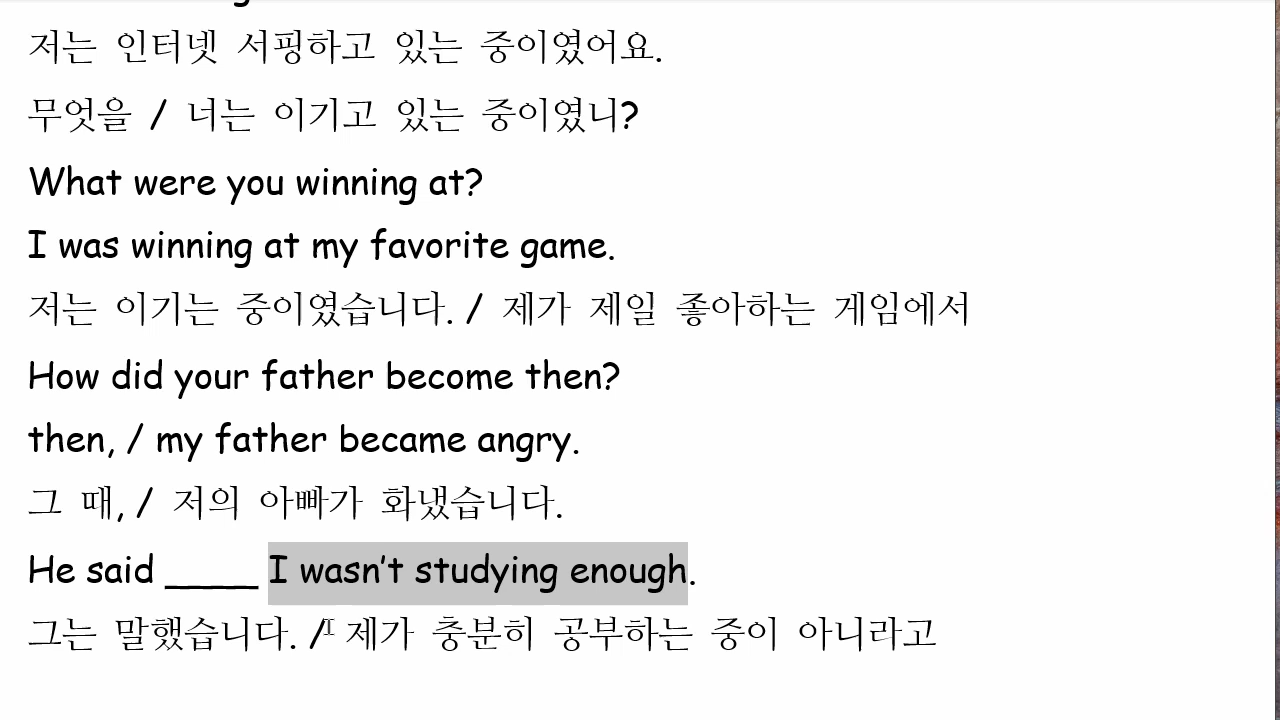 저는 인터넷 서핑하고 있는 중이였어요.
무엇을 / 너는 이기고 있는 중이였니?
What were you winning at?
I was winning at my favorite game.
저는 이기는 중이였습니다. / 제가 제일 좋아하는 게임에서
How did your father become then?
then, / my father became angry.
그 때, / 저의 아빠가 화냈습니다.
He said ____ I wasn't studying enough.
그는 말했습니다. / 제가 충분히 공부하는 중이 아니라고